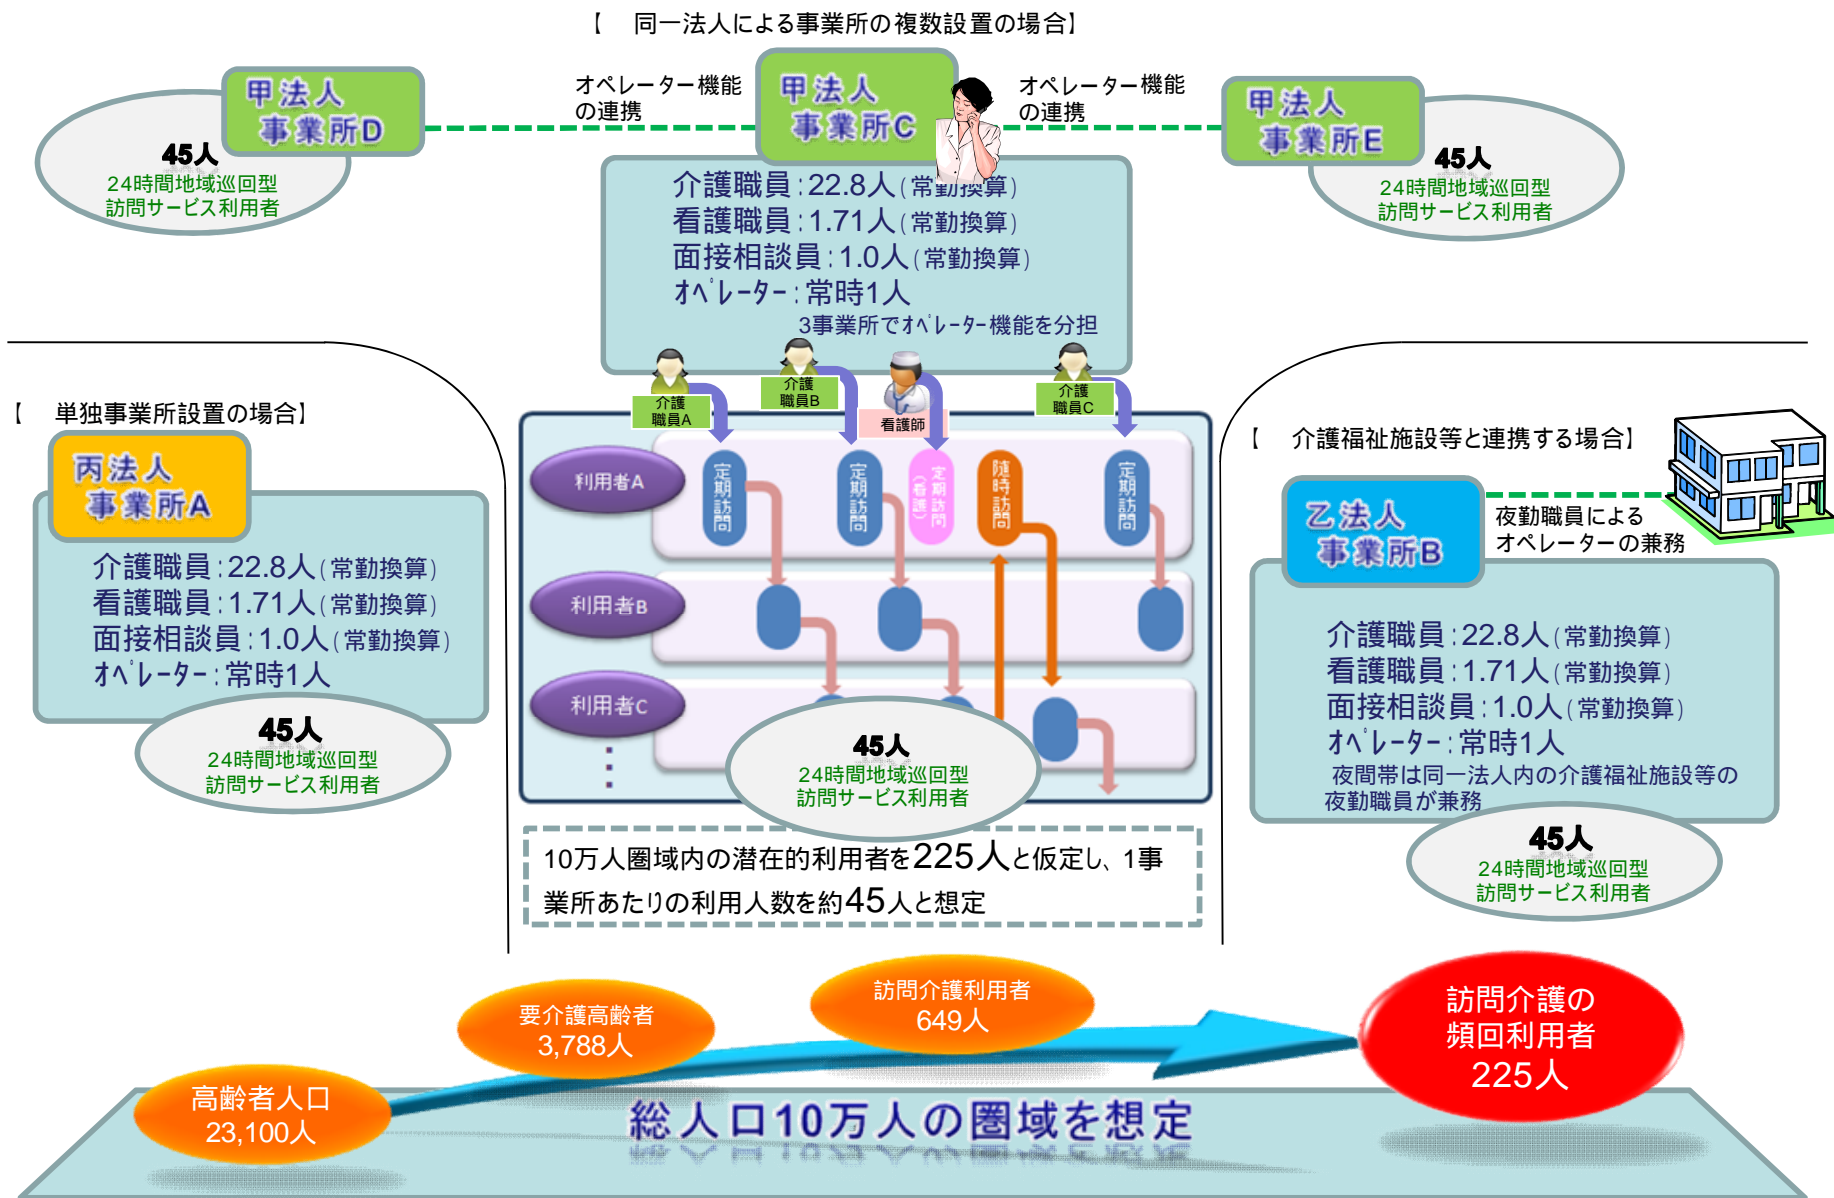 【　同一法人による事業所の複数設置の場合】
甲法人
事業所D
オペレーター機能
の連携
甲法人
事業所C
オペレーター機能
の連携
甲法人
事業所E
45人
24時間地域巡回型
訪問サービス利用者
45人
24時間地域巡回型
訪問サービス利用者
介護職員：22.8人(常勤換算)
看護職員：1.71人(常勤換算)
面接相談員：1.0人(常勤換算)
ｵﾍﾟﾚｰﾀｰ：常時1人
3事業所でｵﾍﾟﾚｰﾀｰ機能を分担
介護
職員A
介護
職員B
看護師
介護
職員C
利用者A
定期訪問
定期訪問
定期訪問
(看護)
随時訪問
定期訪問
利用者B
利用者C
⋮
45人
24時間地域巡回型
訪問サービス利用者
10万人圏域内の潜在的利用者を225人と仮定し、1事
業所あたりの利用人数を約45人と想定
【　単独事業所設置の場合】
丙法人
事業所A
介護職員：22.8人(常勤換算)
看護職員：1.71人(常勤換算)
面接相談員：1.0人(常勤換算)
ｵﾍﾟﾚｰﾀｰ：常時1人
45人
24時間地域巡回型
訪問サービス利用者
【　介護福祉施設等と連携する場合】
乙法人
事業所B
夜勤職員による
オペレーターの兼務
介護職員：22.8人(常勤換算)
看護職員：1.71人(常勤換算)
面接相談員：1.0人(常勤換算)
ｵﾍﾟﾚｰﾀｰ：常時1人
夜間帯は同一法人内の介護福祉施設等の
夜勤職員が兼務
45人
24時間地域巡回型
訪問サービス利用者
高齢者人口
23,100人
要介護高齢者
3,788人
訪問介護利用者
649人
訪問介護の
頻回利用者
225人
総人口10万人の圏域を想定